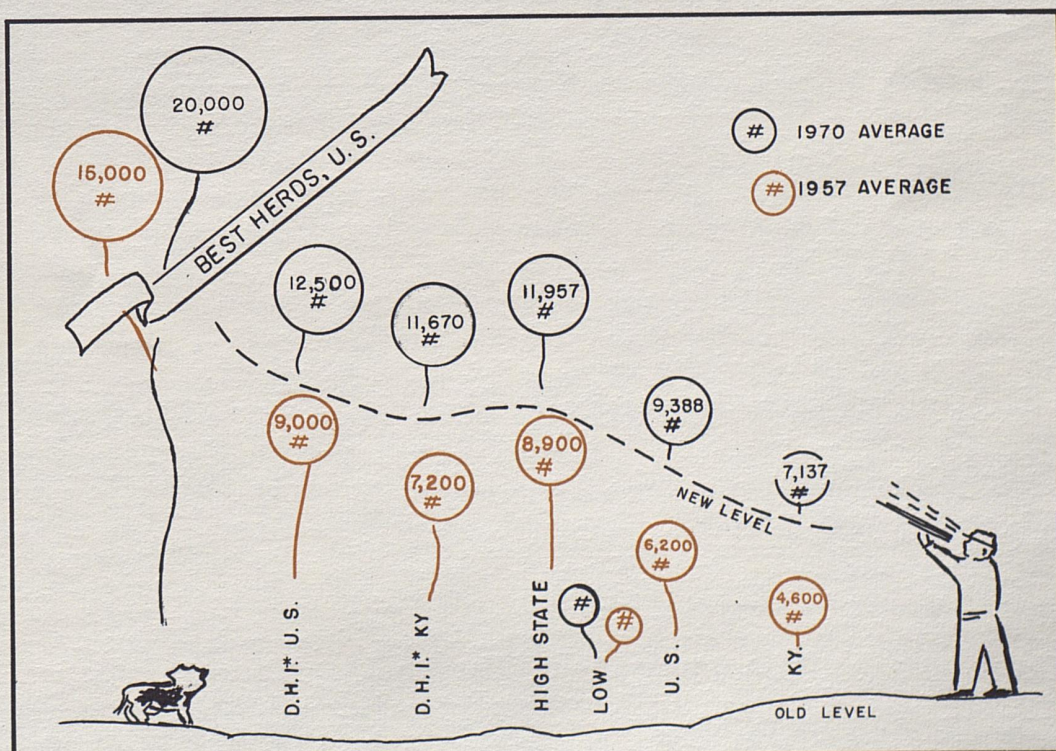 20,000
#
15,000
#
BEST HERDS, U.S.
# 1970 AVERAGE
# 1957 AVERAGE
12,500
#
11,670
#
11,957
#
9,388
#
7,137
#
9,000
#
7,200
#
8,900
#
6,200
#
4,600
#
NEW LEVEL
#
#
D.H.I.* U.S.
D.H.I.* KY
HIGH STATE
LOW
U.S.
KY.
OLD LEVEL